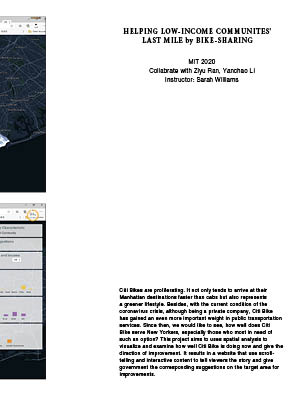 HELPING LOW-INCOME COMMUNITES'
LAST MILE by BIKE-SHARING
MIT 2020
Collabrate with Ziyu Ran, Yanchao Li
Instructor: Sarah Williams
Citi Bikes are proliferating. It not only tends to arrive at their
Manhattan destinations faster than cabs but also represents
a greener lifestyle. Besides, with the current condition of the
coronavirus crisis, although being a private company, Citi Bike
has gained an even more important weight in public transportation
services. Since then, we would like to see, how well does Citi
Bike serve New Yorkers, especially those who most in need of
such as option? This project aims to uses spatial analysis to
visualize and examine how well Citi Bike is doing now and give the
direction of improvement. It results in a website that use scroll-
telling and interactive content to tell viewers the story and give
government the corresponding suggestions on the target area for
improvements.